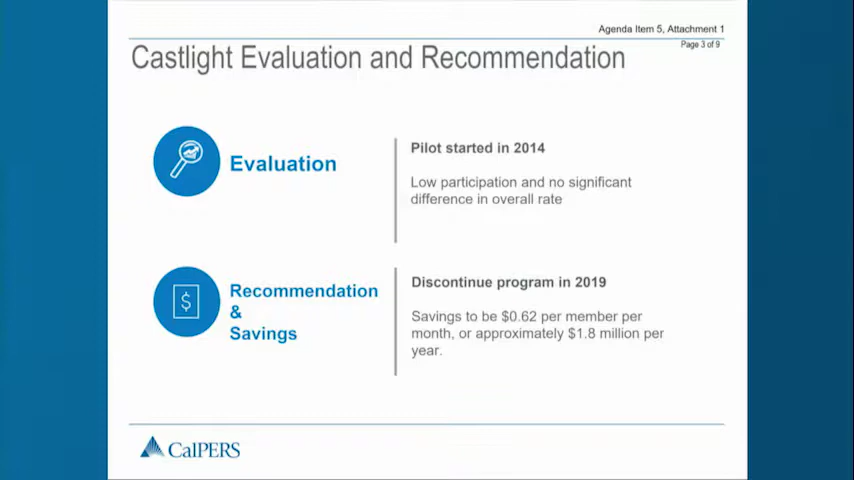 Agenda Item 5, Attachment 1
Page 3 of 9
Castlight Evaluation and Recommendation
Evaluation
Pilot started in 2014
Low participation and no significant
difference in overall rate
Recommendation
&
Savings
Discontinue program in 2019
Savings to be $0.62 per member per
month, or approximately $1.8 million per
year.
$
CalPERS